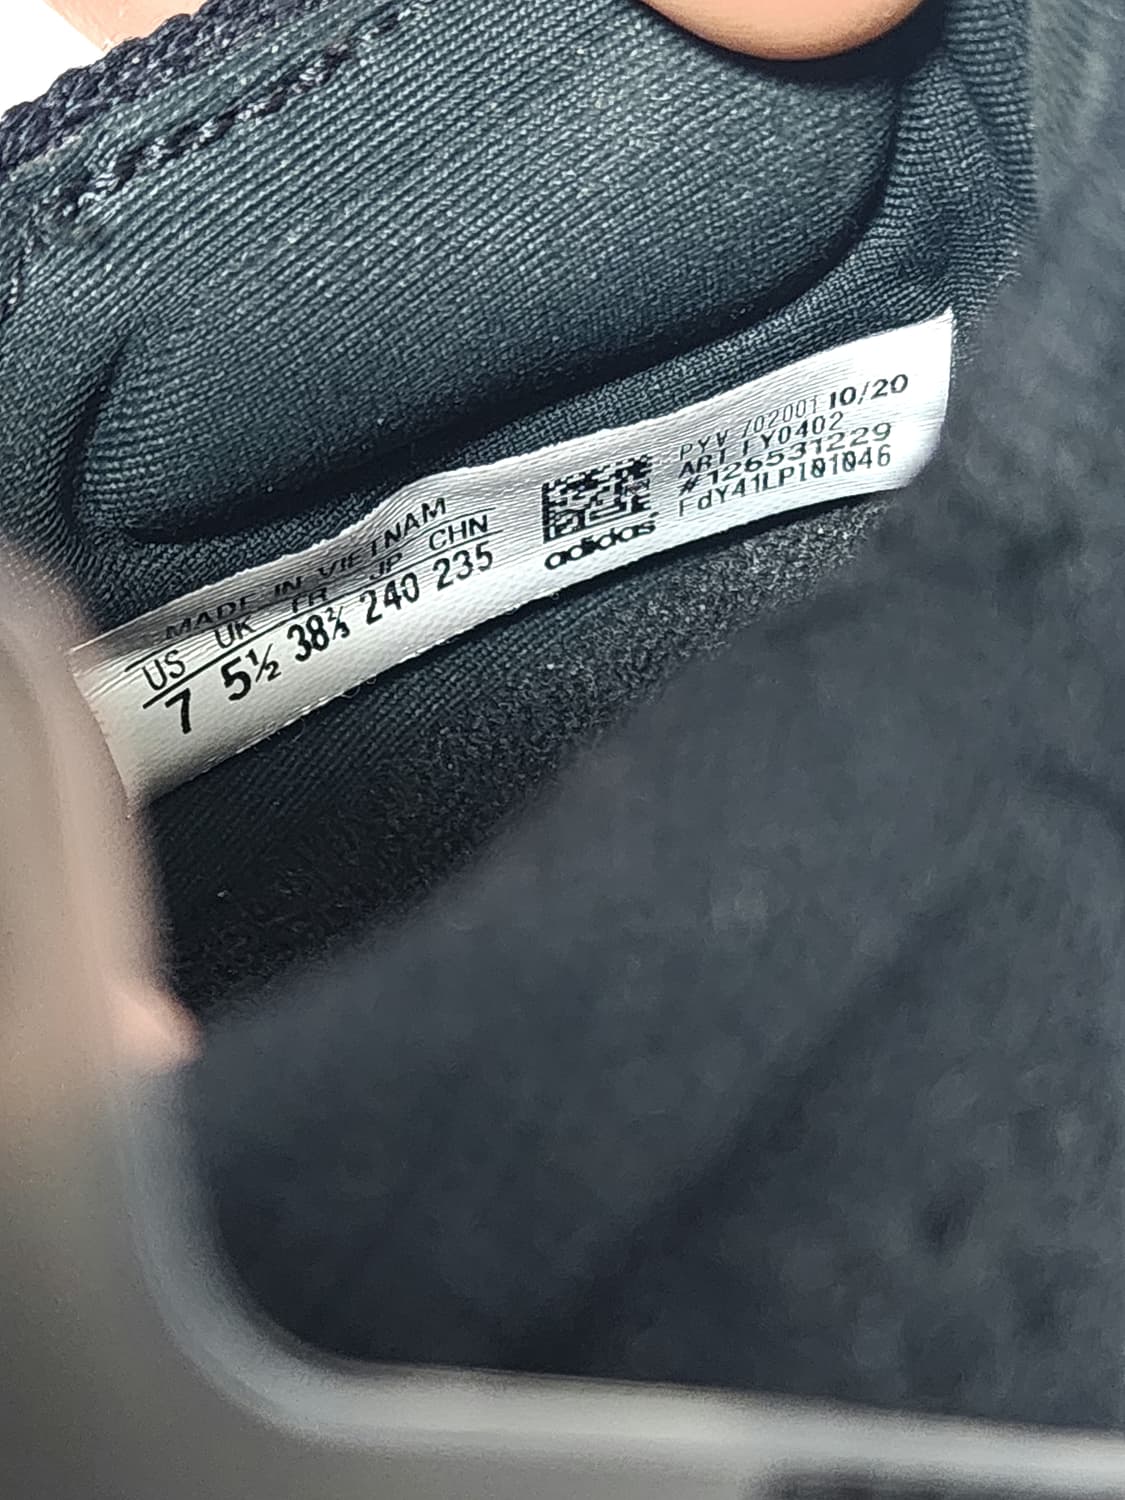 MADE IN VIETNAM
US UK FR JP CHN
7 5½ 38⅔ 240 235
adidas
PYV 702001 10/20
ART FY0402
#126531229
FdY41LPI01046